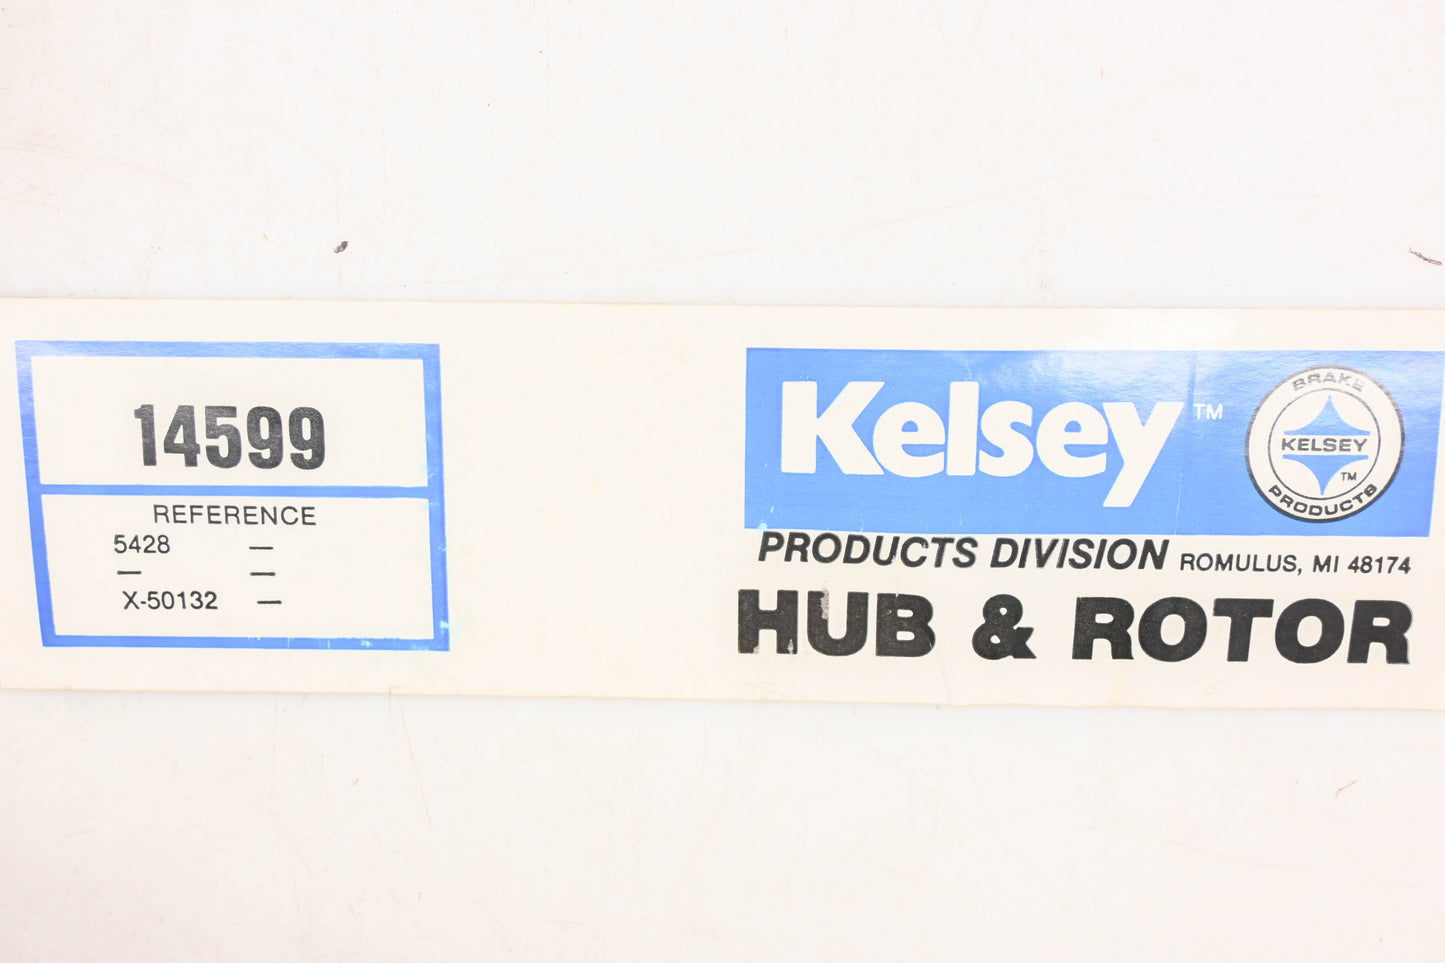 14599
REFERENCE
5428 —
— —
X-50132 —
Kelsey™
BRAKE
KELSEY
™
PRODUCTS
PRODUCTS DIVISION ROMULUS, MI 48174
HUB & ROTOR